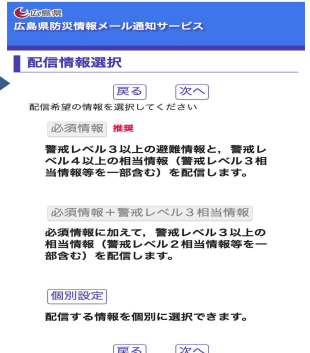 広島県
広島県防災情報メール通知サービス
配信情報選択
戻る 次へ
配信希望の情報を選択してください
必須情報 推奨
警戒レベル3以上の避難情報と，警戒レ
ベル4以上の相当情報（警戒レベル3相
当情報等を一部含む）を配信します。
必須情報＋警戒レベル3相当情報
必須情報に加えて，警戒レベル3以上の
相当情報（警戒レベル2相当情報等を一
部含む）を配信します。
個別設定
配信する情報を個別に選択できます。
戻る 次へ